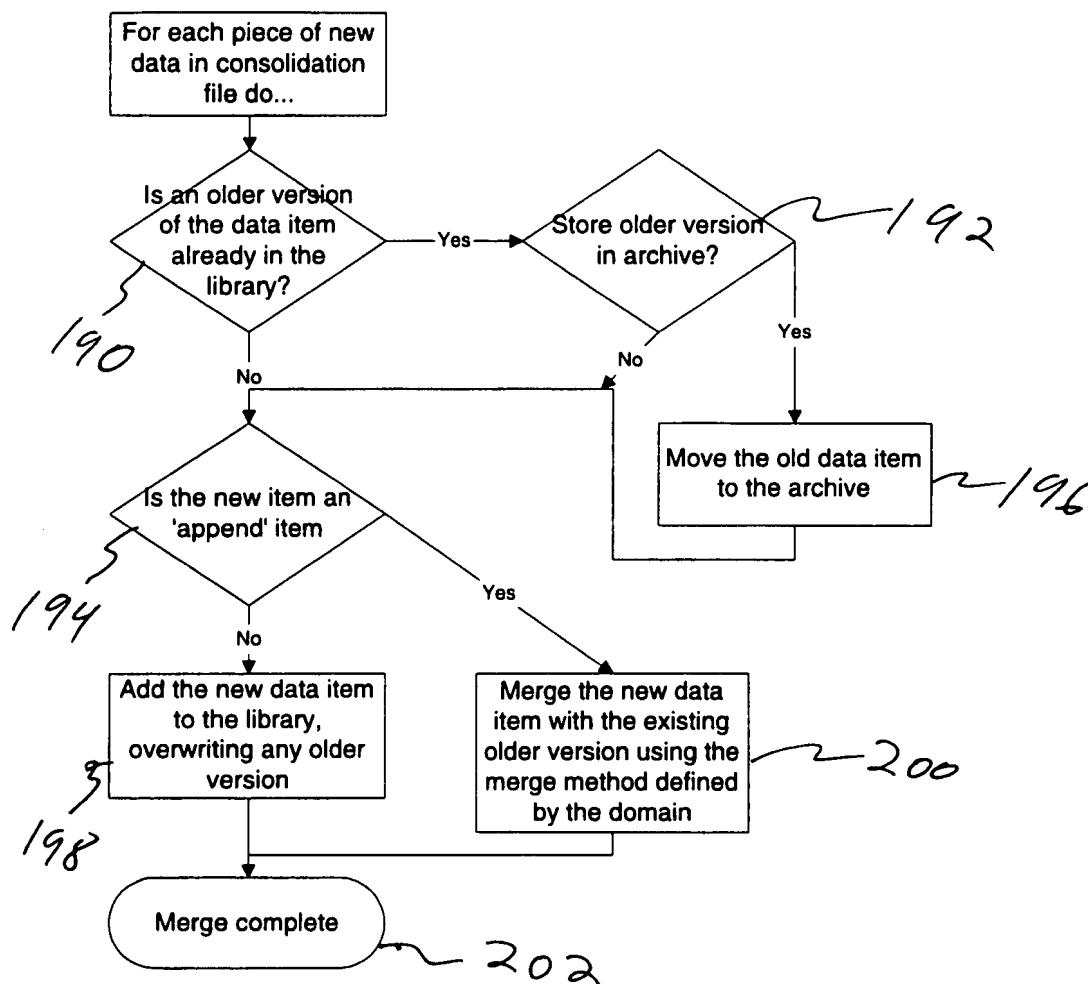 For each piece of new
data in consolidation
file do...
Is an older version
of the data item
already in the
library?
190
Yes
Store older version
in archive?
192
No
No
Yes
Move the old data item
to the archive
196
Is the new item an
'append' item
194
Yes
No
Add the new data item
to the library,
overwriting any older
version
198
Merge the new data
item with the existing
older version using the
merge method defined
by the domain
200
Merge complete
202